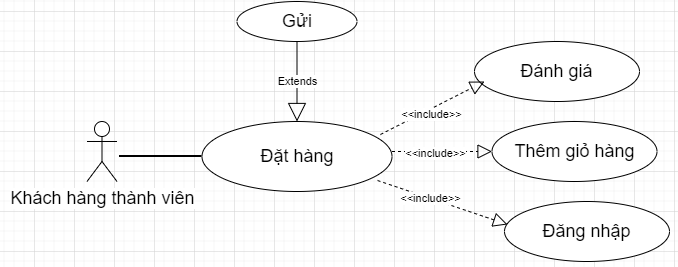 Gửi
Extends
Đánh giá
<<include>>
Đặt hàng
<<include>>
Thêm giỏ hàng
Khách hàng thành viên
<<include>>
Đăng nhập